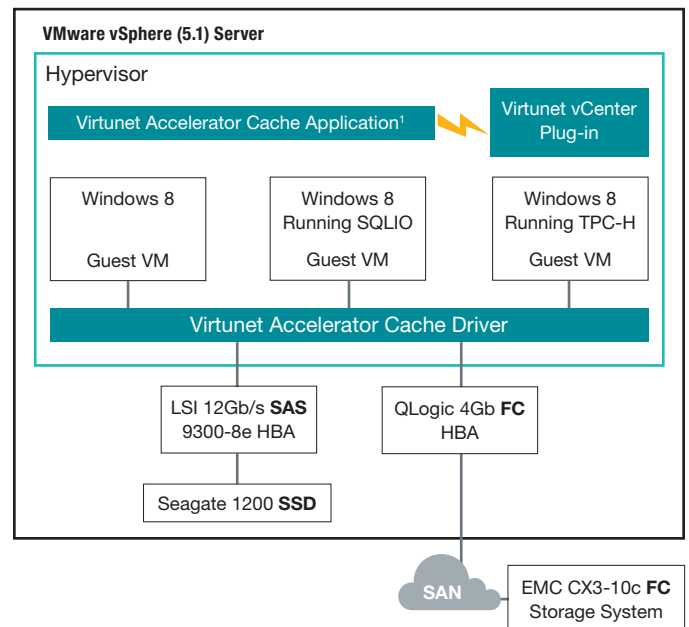 VMware vSphere (5.1) Server
Hypervisor
Virtunet Accelerator Cache Application¹
Virtunet vCenter
Plug-in
Windows 8
Guest VM
Windows 8
Running SQLIO
Guest VM
Windows 8
Running TPC-H
Guest VM
Virtunet Accelerator Cache Driver
LSI 12Gb/s SAS
9300-8e HBA
QLogic 4Gb FC
HBA
Seagate 1200 SSD
SAN
EMC CX3-10c FC
Storage System